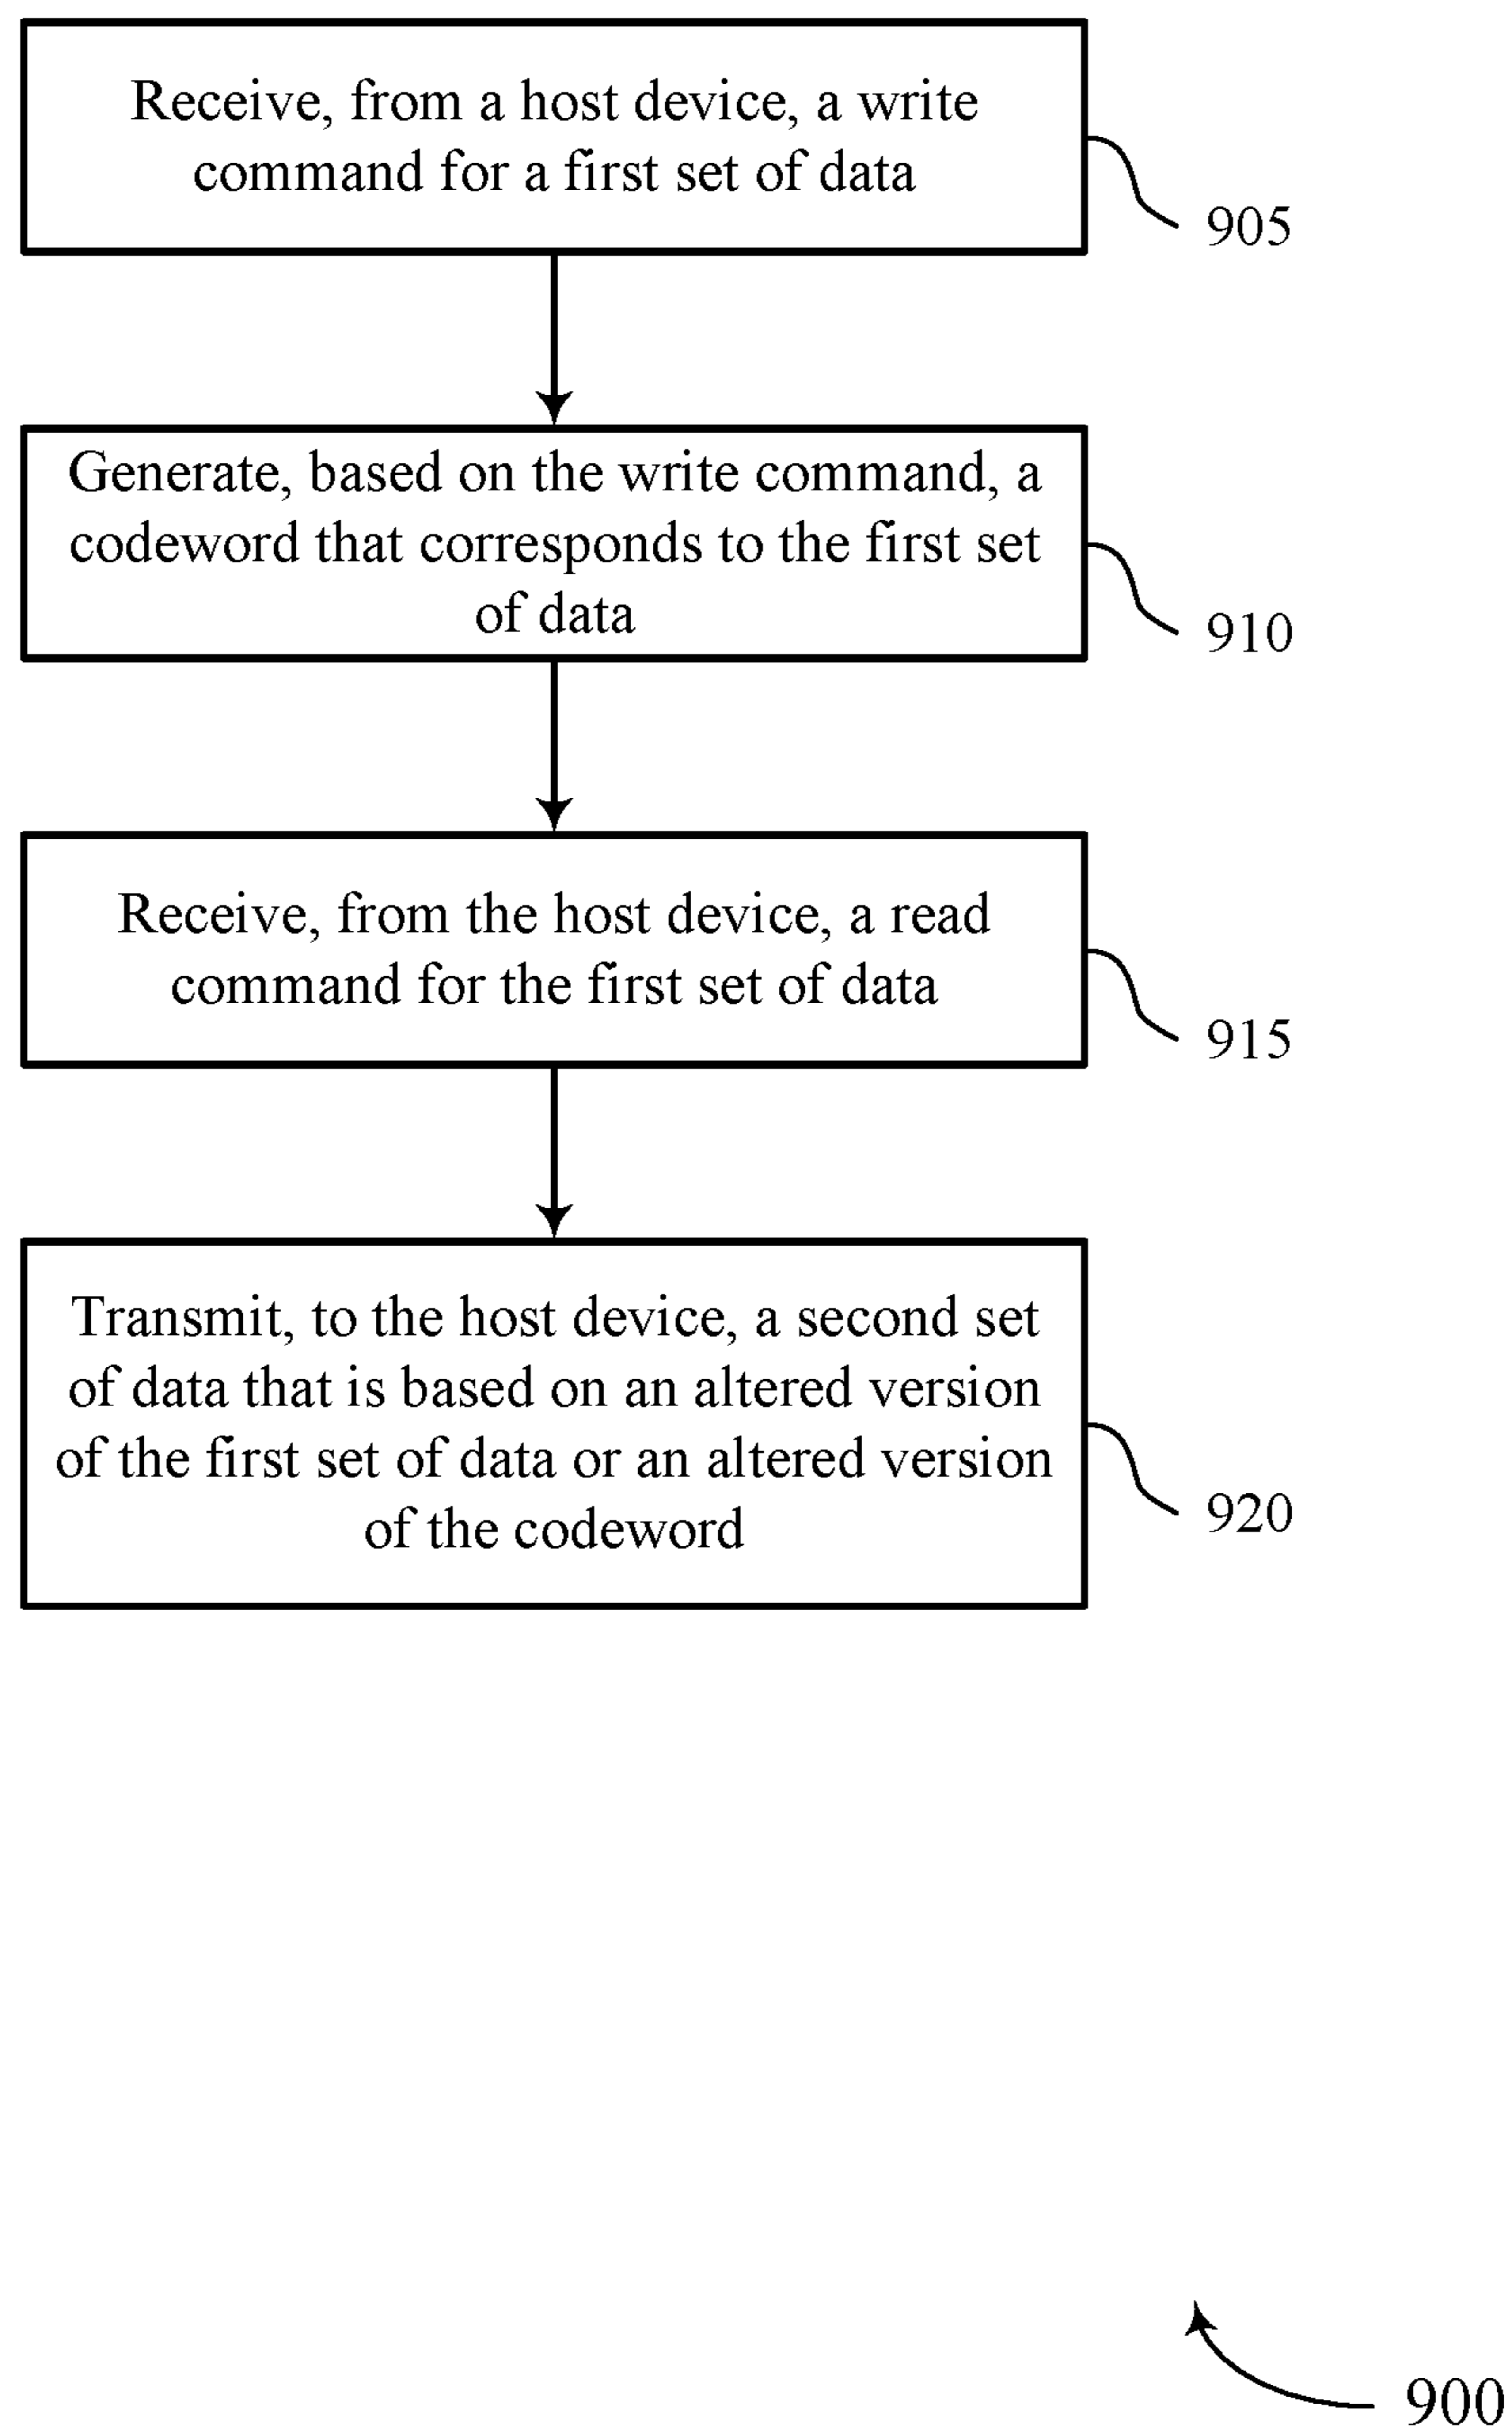 Receive, from a host device, a write
command for a first set of data
905
Generate, based on the write command, a
codeword that corresponds to the first set
of data
910
Receive, from the host device, a read
command for the first set of data
915
Transmit, to the host device, a second set
of data that is based on an altered version
of the first set of data or an altered version
of the codeword
920
900